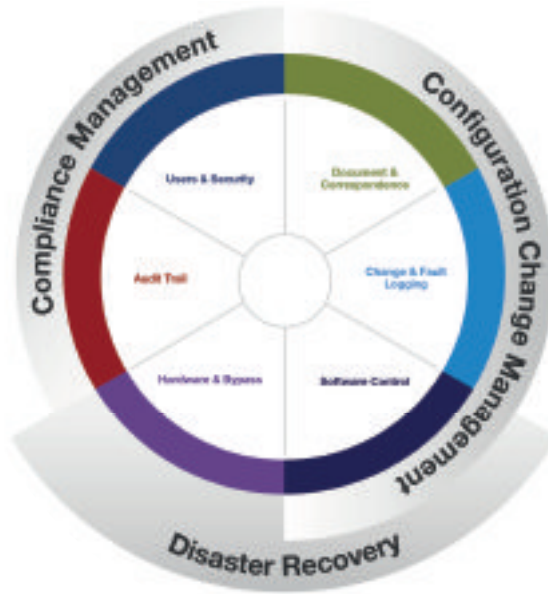 Compliance Management
Configuration Change Management
Users & Security
Document &
Correspondence
Audit Trail
Change & Fault
Logging
Hardware & Bypass
Software Control
Disaster Recovery